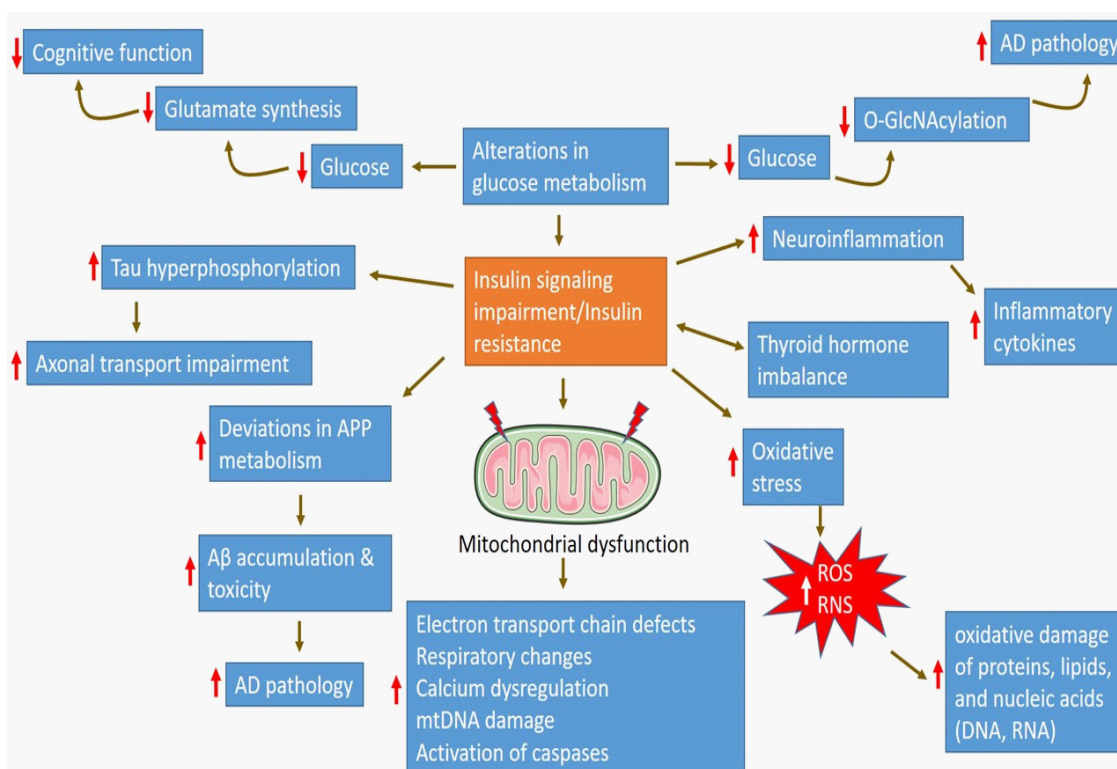 Cognitive function
Glutamate synthesis
Glucose
Alterations in
glucose metabolism
Glucose
O-GlcNAcylation
AD pathology
Tau hyperphosphorylation
Axonal transport impairment
Insulin signaling
impairment/Insulin
resistance
Neuroinflammation
Inflammatory
cytokines
Thyroid hormone
imbalance
Deviations in APP
metabolism
Aβ accumulation &
toxicity
AD pathology
Mitochondrial dysfunction
Electron transport chain defects
Respiratory changes
Calcium dysregulation
mtDNA damage
Activation of caspases
Oxidative
stress
ROS
RNS
oxidative damage
of proteins, lipids,
and nucleic acids
(DNA, RNA)